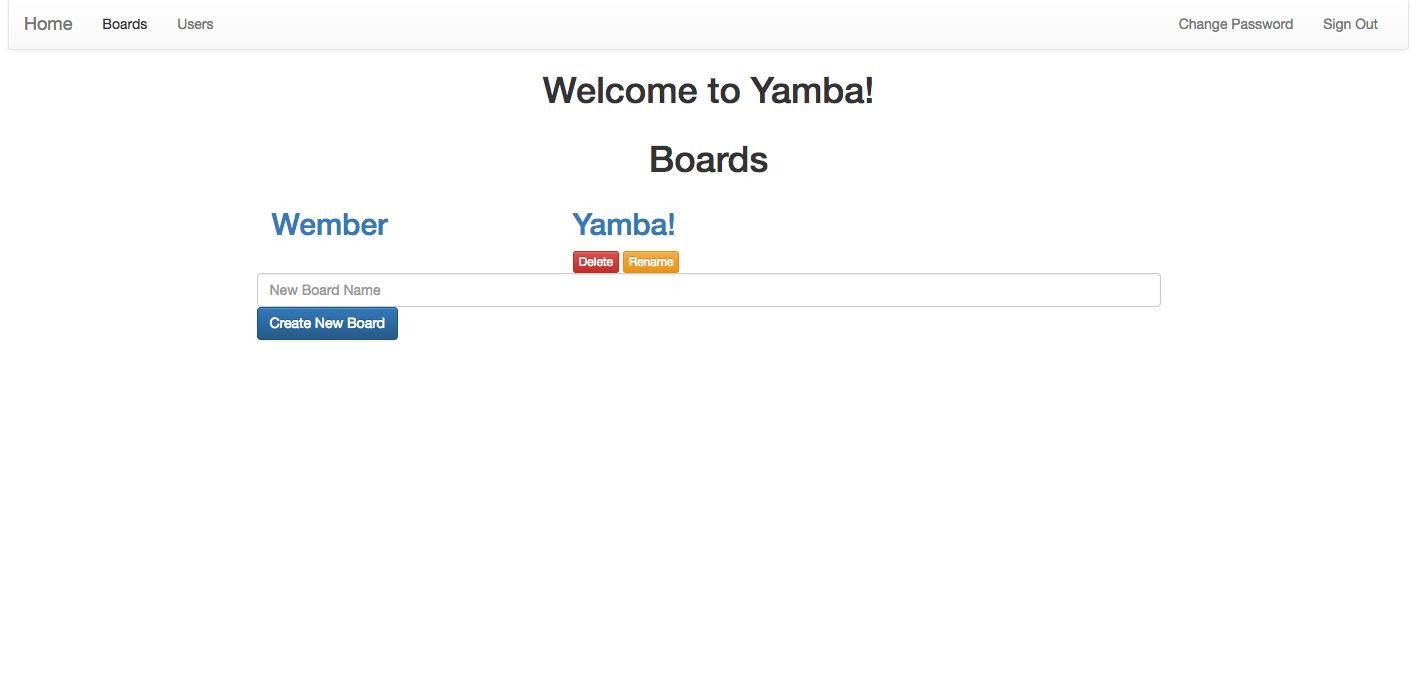 Home Boards Users Change Password Sign Out
Welcome to Yamba!
Boards
Wember Yamba!
Delete Rename
New Board Name
Create New Board